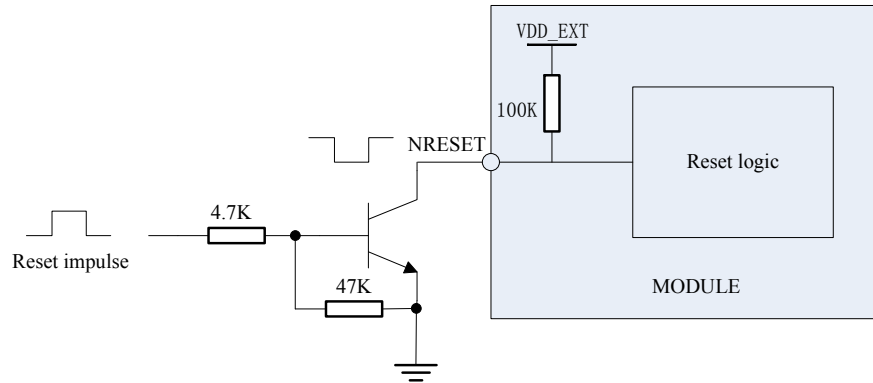 VDD_EXT
100K
NRESET
Reset logic
4.7K
Reset impulse
47K
MODULE